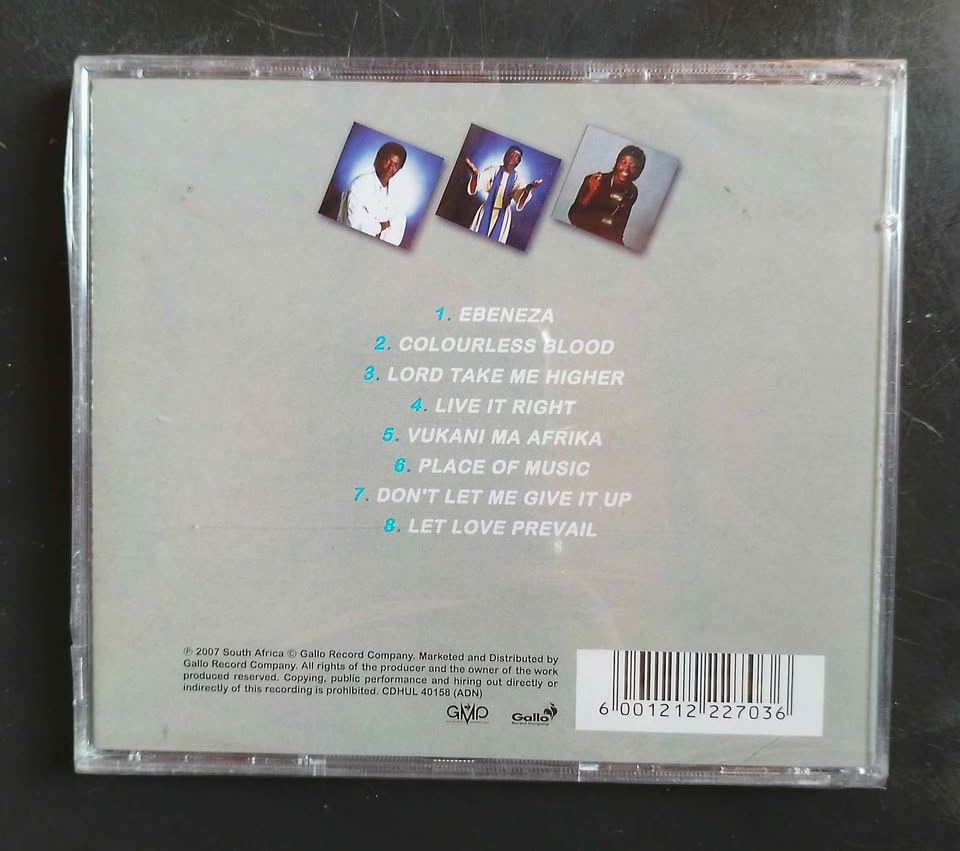 1. EBENEZA
2. COLOURLESS BLOOD
3. LORD TAKE ME HIGHER
4. LIVE IT RIGHT
5. VUKANI MA AFRIKA
6. PLACE OF MUSIC
7. DON'T LET ME GIVE IT UP
8. LET LOVE PREVAIL
℗ 2007 South Africa © Gallo Record Company. Marketed and Distributed by
Gallo Record Company. All rights of the producer and the owner of the work
produced reserved. Copying, public performance and hiring out directly or
indirectly of this recording is prohibited. CDHUL 40158 (ADN)
GMP
Gallo
Record Company
6 001212 227036